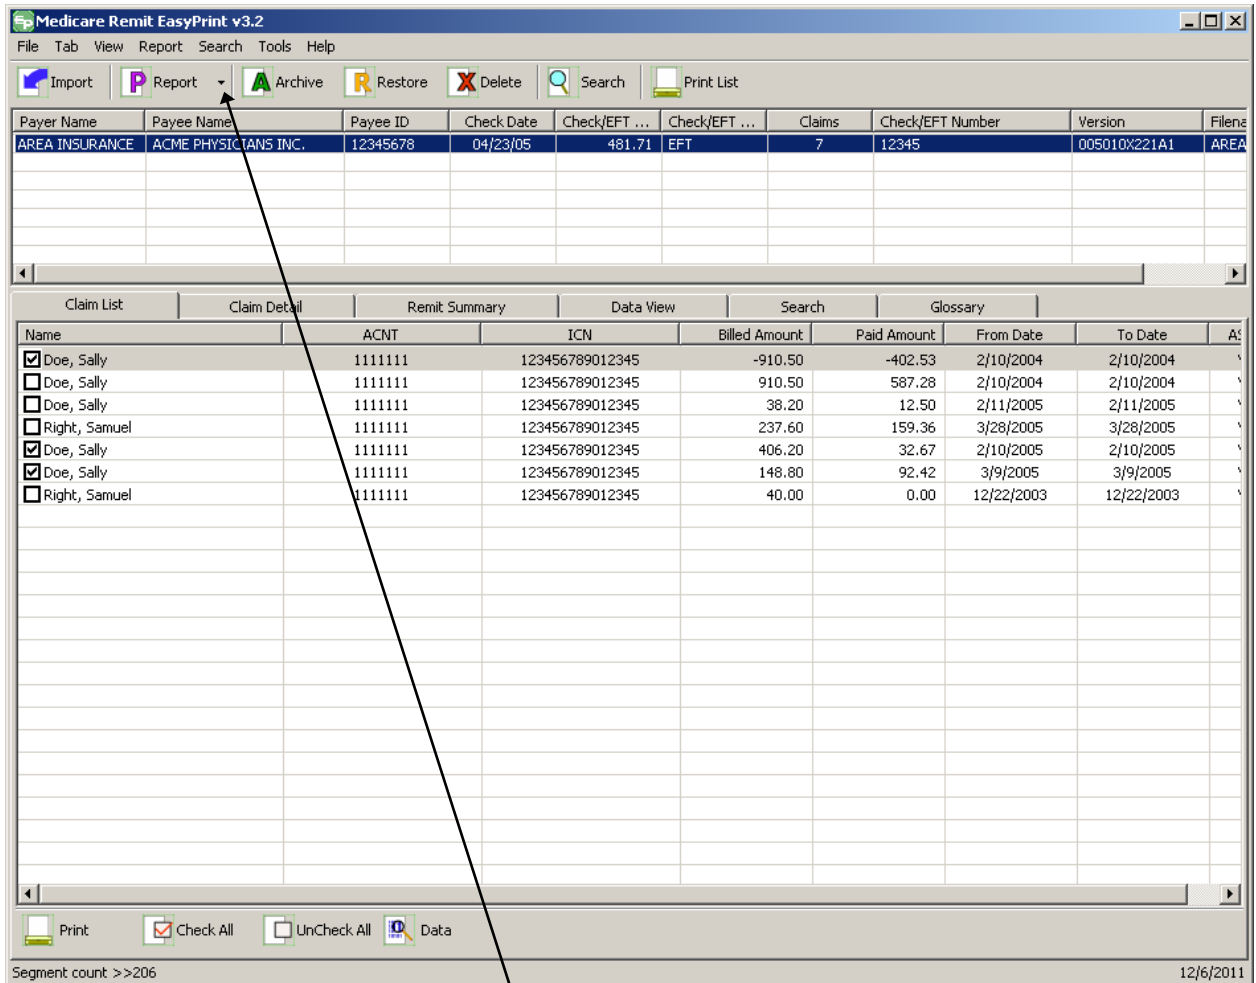 Medicare Remit EasyPrint v3.2
File Tab View Report Search Tools Help
Import P Report A Archive R Restore X Delete Search Print List
Payer Name Payee Name Payee ID Check Date Check/EFT ... Check/EFT ... Claims Check/EFT Number Version Filena
AREA INSURANCE ACME PHYSICIANS INC. 12345678 04/23/05 481.71 EFT 7 12345 005010X221A1 AREA
Claim List Claim Detail Remit Summary Data View Search Glossary
Name ACNT ICN Billed Amount Paid Amount From Date To Date AS
Doe, Sally 1111111 123456789012345 -910.50 -402.53 2/10/2004 2/10/2004
Doe, Sally 1111111 123456789012345 910.50 587.28 2/10/2004 2/10/2004
Doe, Sally 1111111 123456789012345 38.20 12.50 2/11/2005 2/11/2005
Right, Samuel 1111111 123456789012345 237.60 159.36 3/28/2005 3/28/2005
Doe, Sally 1111111 123456789012345 406.20 32.67 2/10/2005 2/10/2005
Doe, Sally 1111111 123456789012345 148.80 92.42 3/9/2005 3/9/2005
Right, Samuel 1111111 123456789012345 40.00 0.00 12/22/2003 12/22/2003
Print Check All UnCheck All Data
Segment count >>206 12/6/2011